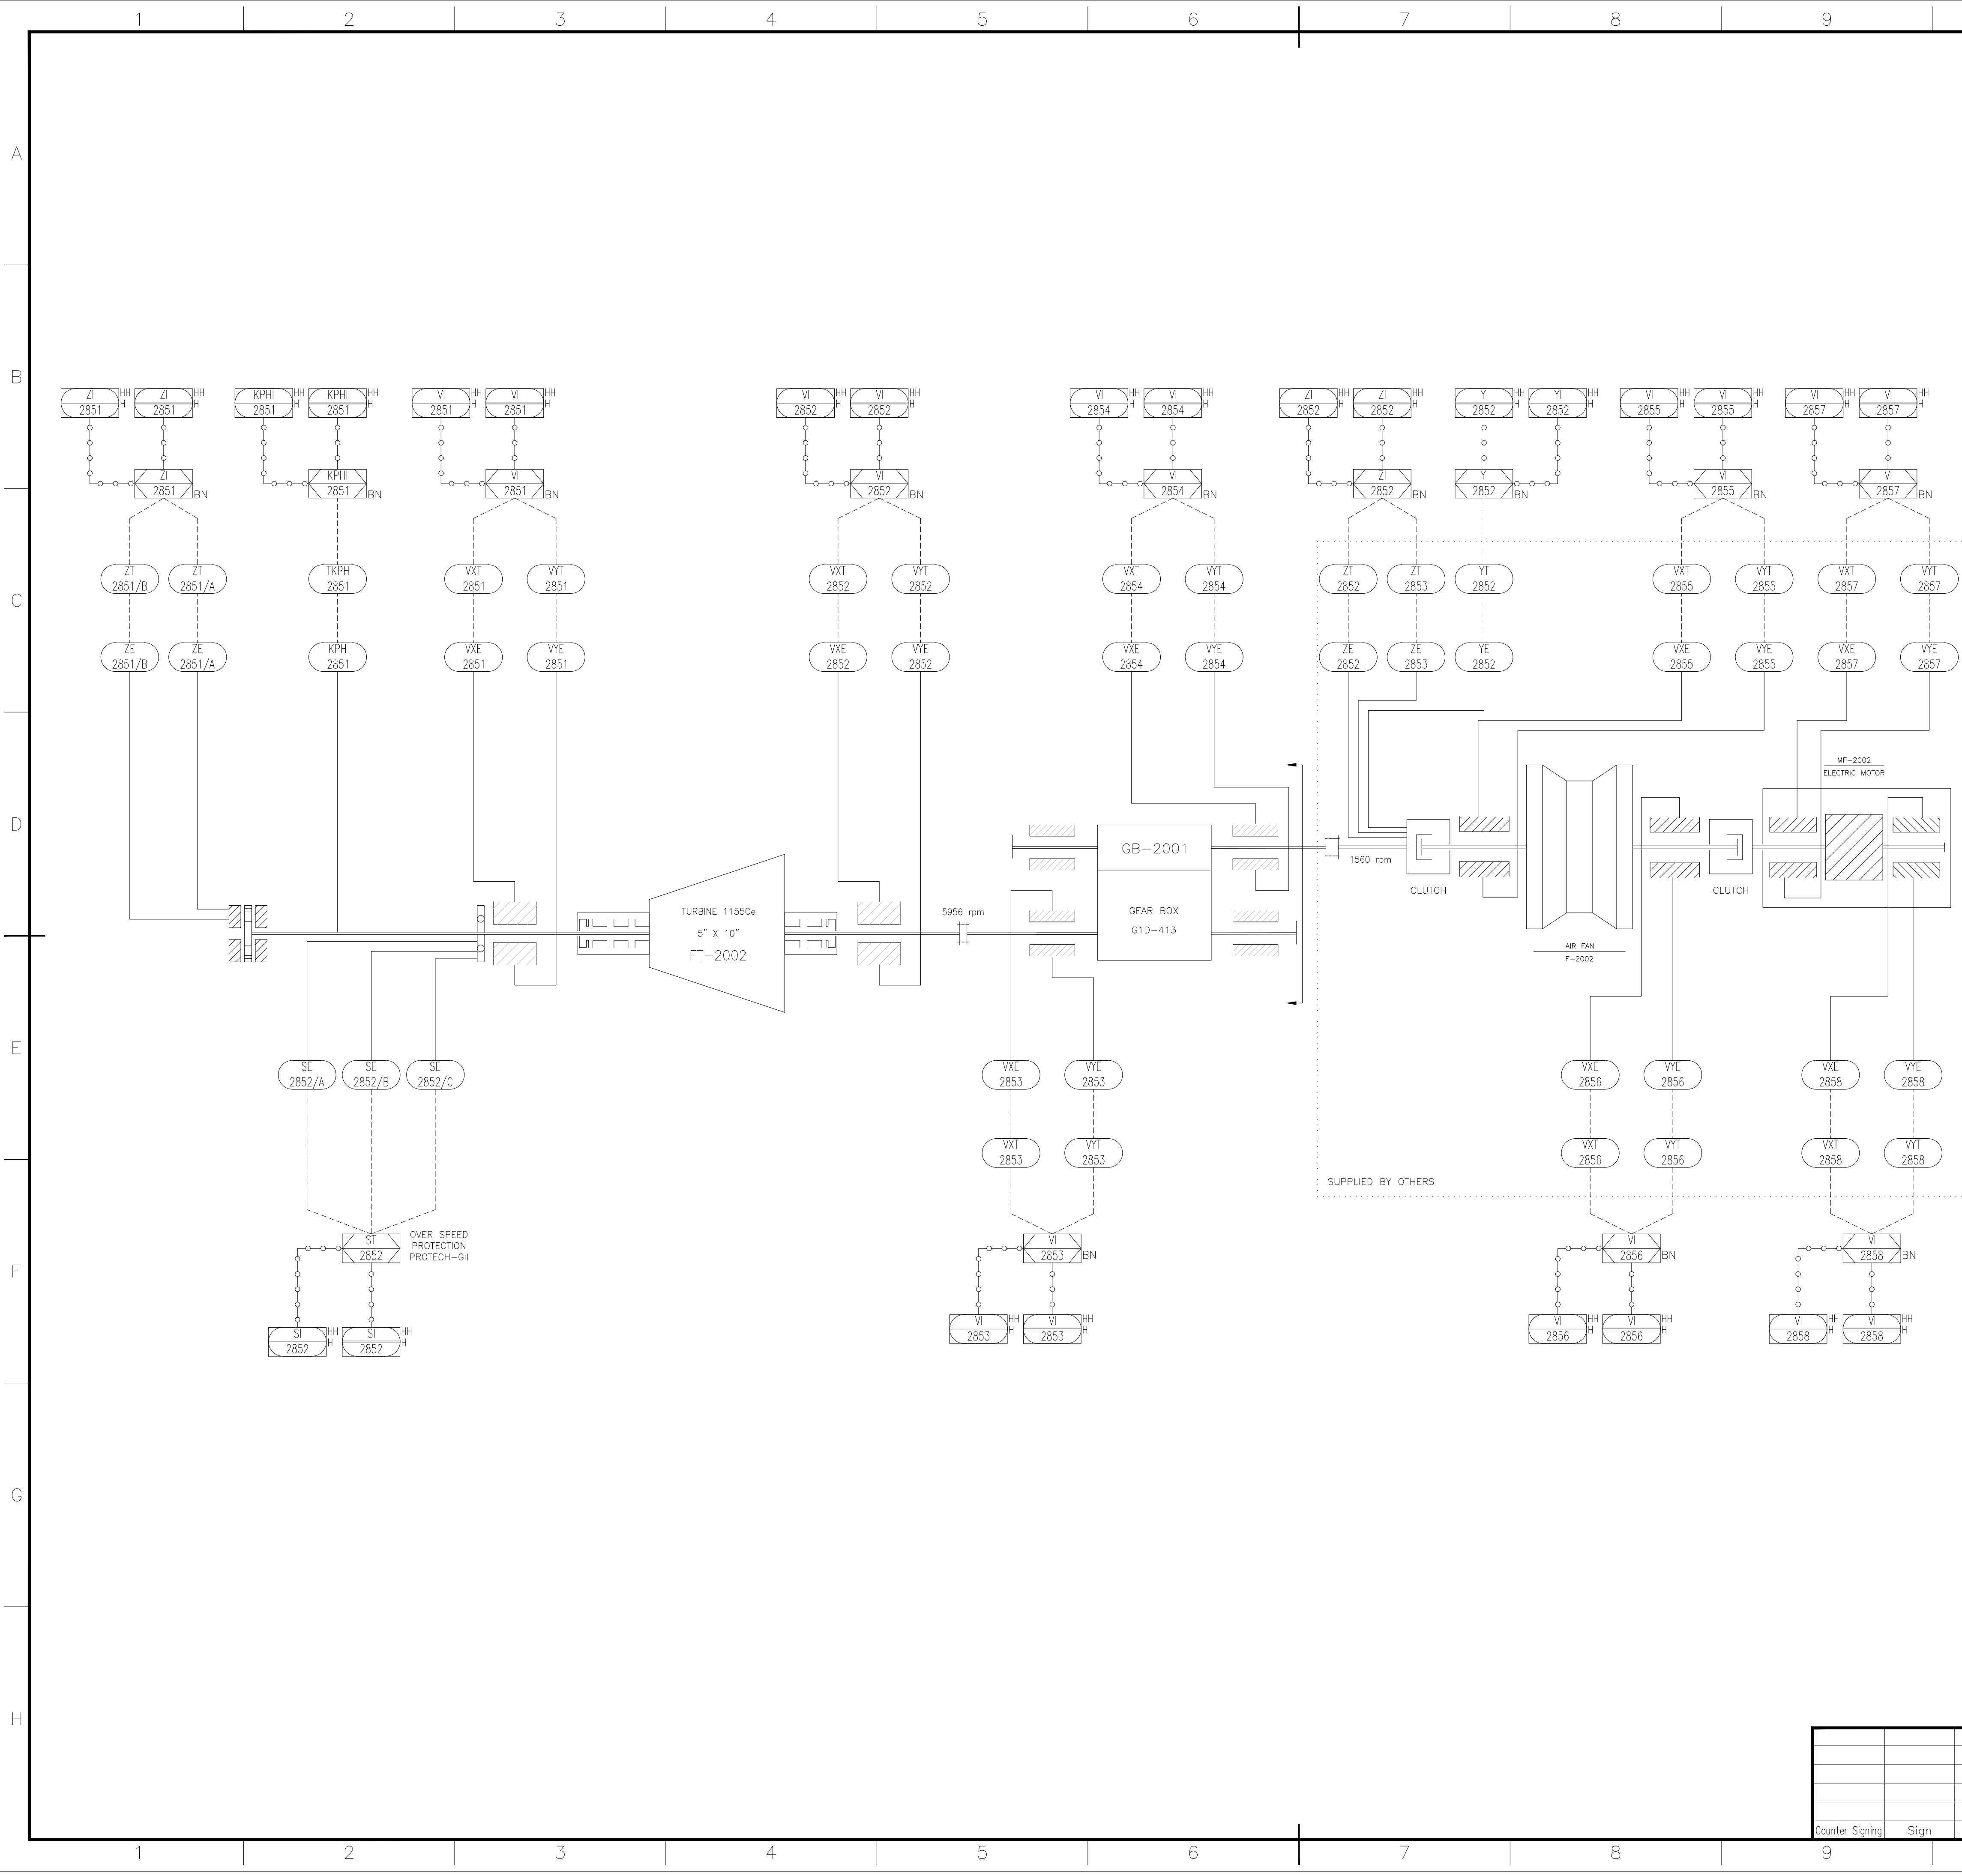 1 2 3 4 5 6 7 8 9
A
B
ZI 2851 HH H
ZI 2851 HH H
KPHI 2851 HH H
KPHI 2851 HH H
VI 2851 HH H
VI 2851 HH H
VI 2852 HH H
VI 2852 HH H
VI 2854 HH H
VI 2854 HH H
ZI 2852 HH H
ZI 2852 HH H
YI 2852 HH H
YI 2852 HH H
VI 2855 HH H
VI 2855 HH H
VI 2857 HH H
VI 2857 HH H
ZI 2851 BN
KPHI 2851 BN
VI 2851 BN
VI 2852 BN
VI 2854 BN
ZI 2852 BN
YI 2852 BN
VI 2855 BN
VI 2857 BN
C
ZT 2851/B
ZT 2851/A
TKPH 2851
VXT 2851
VYT 2851
VXT 2852
VYT 2852
VXT 2854
VYT 2854
ZT 2852
ZT 2853
YT 2852
VXT 2855
VYT 2855
VXT 2857
VYT 2857
ZE 2851/B
ZE 2851/A
KPH 2851
VXE 2851
VYE 2851
VXE 2852
VYE 2852
VXE 2854
VYE 2854
ZE 2852
ZE 2853
YE 2852
VXE 2855
VYE 2855
VXE 2857
VYE 2857
D
MF-2002
ELECTRIC MOTOR
GB-2001
1560 rpm
CLUTCH
CLUTCH
TURBINE 1155Ce
5" X 10"
FT-2002
5956 rpm
GEAR BOX
G1D-413
AIR FAN
F-2002
E
SE 2852/A
SE 2852/B
SE 2852/C
VXE 2853
VYE 2853
VXE 2856
VYE 2856
VXE 2858
VYE 2858
VXT 2853
VYT 2853
VXT 2856
VYT 2856
VXT 2858
VYT 2858
SUPPLIED BY OTHERS
F
ST 2852
OVER SPEED
PROTECTION
PROTECH-GII
VI 2853 BN
VI 2856 BN
VI 2858 BN
SI 2852 HH H
SI 2852 HH H
VI 2853 HH H
VI 2853 HH H
VI 2856 HH H
VI 2856 HH H
VI 2858 HH H
VI 2858 HH H
G
H
Counter Signing Sign
1 2 3 4 5 6 7 8 9